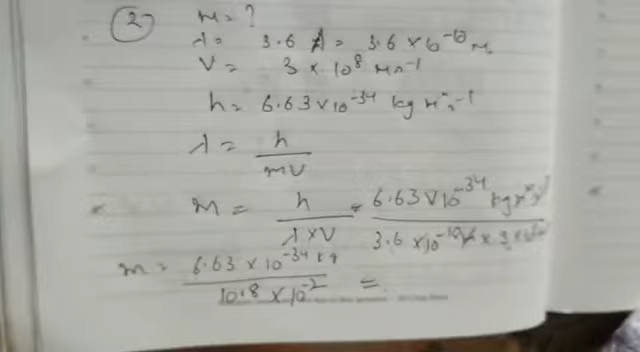 ② m = ?
λ = 3.6 Å = 3.6 × 10⁻¹⁰ m
V = 3 × 10⁸ ms⁻¹
h = 6.63 × 10⁻³⁴ kg m² s⁻¹
λ = h / mV
m = h / λ × V = 6.63 × 10⁻³⁴ kg m² s⁻¹ / 3.6 × 10⁻¹⁰ m × 3 ×
m = 6.63 × 10⁻³⁴ kg / 10.8 × 10⁻² =